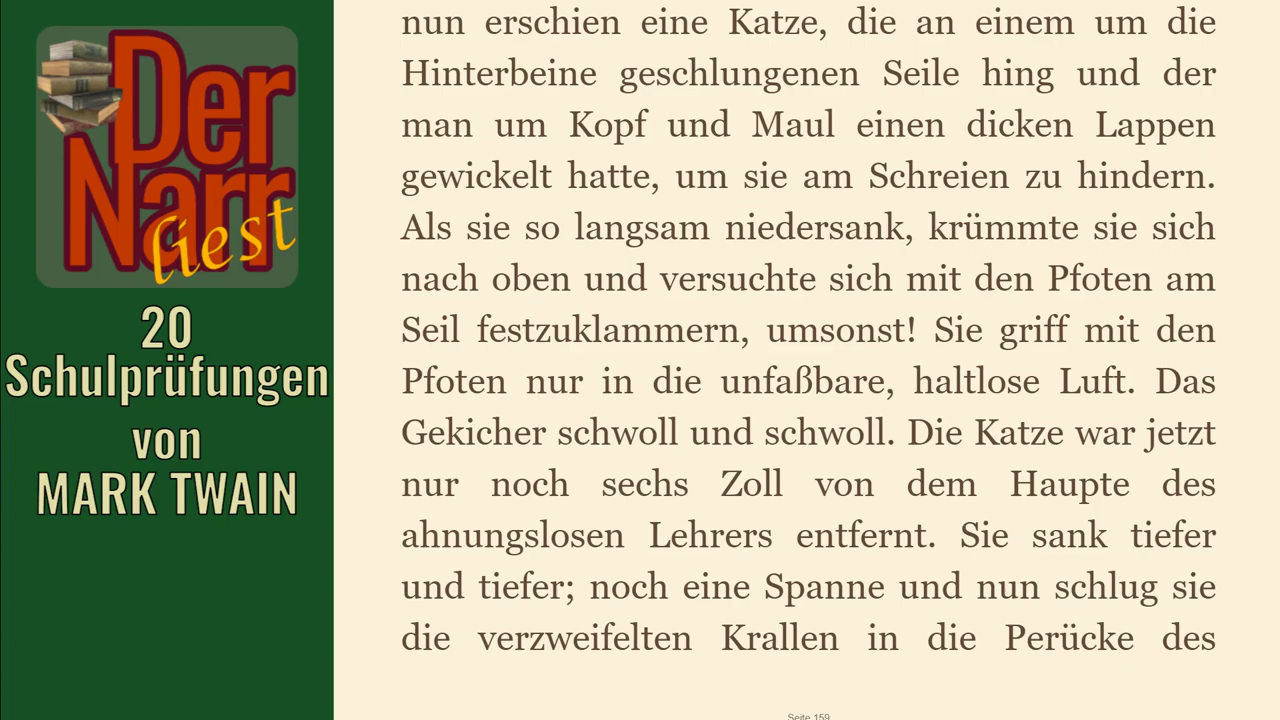 Der
Narr
liest
20
Schulprüfungen
von
MARK TWAIN
nun erschien eine Katze, die an einem um die
Hinterbeine geschlungenen Seile hing und der
man um Kopf und Maul einen dicken Lappen
gewickelt hatte, um sie am Schreien zu hindern.
Als sie so langsam niedersank, krümmte sie sich
nach oben und versuchte sich mit den Pfoten am
Seil festzuklammern, umsonst! Sie griff mit den
Pfoten nur in die unfaßbare, haltlose Luft. Das
Gekicher schwoll und schwoll. Die Katze war jetzt
nur noch sechs Zoll von dem Haupte des
ahnungslosen Lehrers entfernt. Sie sank tiefer
und tiefer; noch eine Spanne und nun schlug sie
die verzweifelten Krallen in die Perücke des
Seite 159